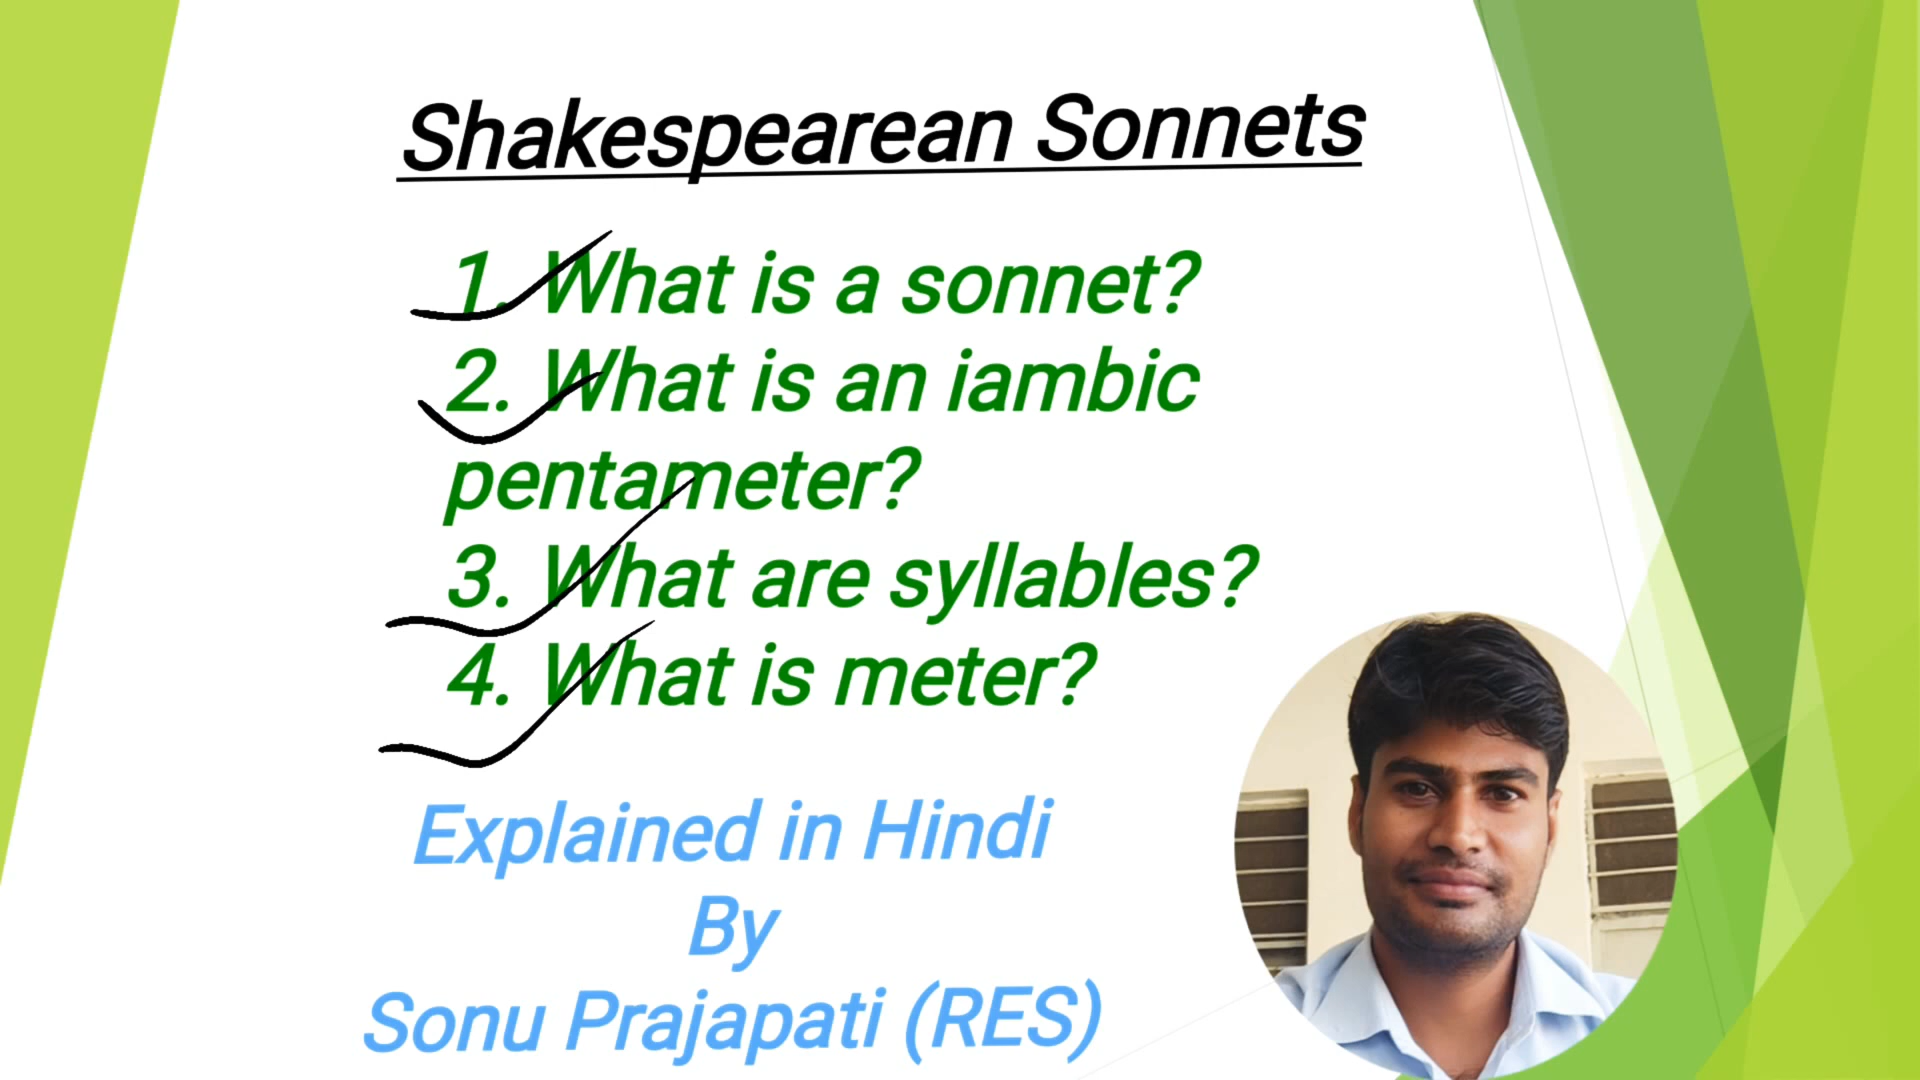 Shakespearean Sonnets
1. What is a sonnet?
2. What is an iambic
pentameter?
3. What are syllables?
4. What is meter?
Explained in Hindi
By
Sonu Prajapati (RES)